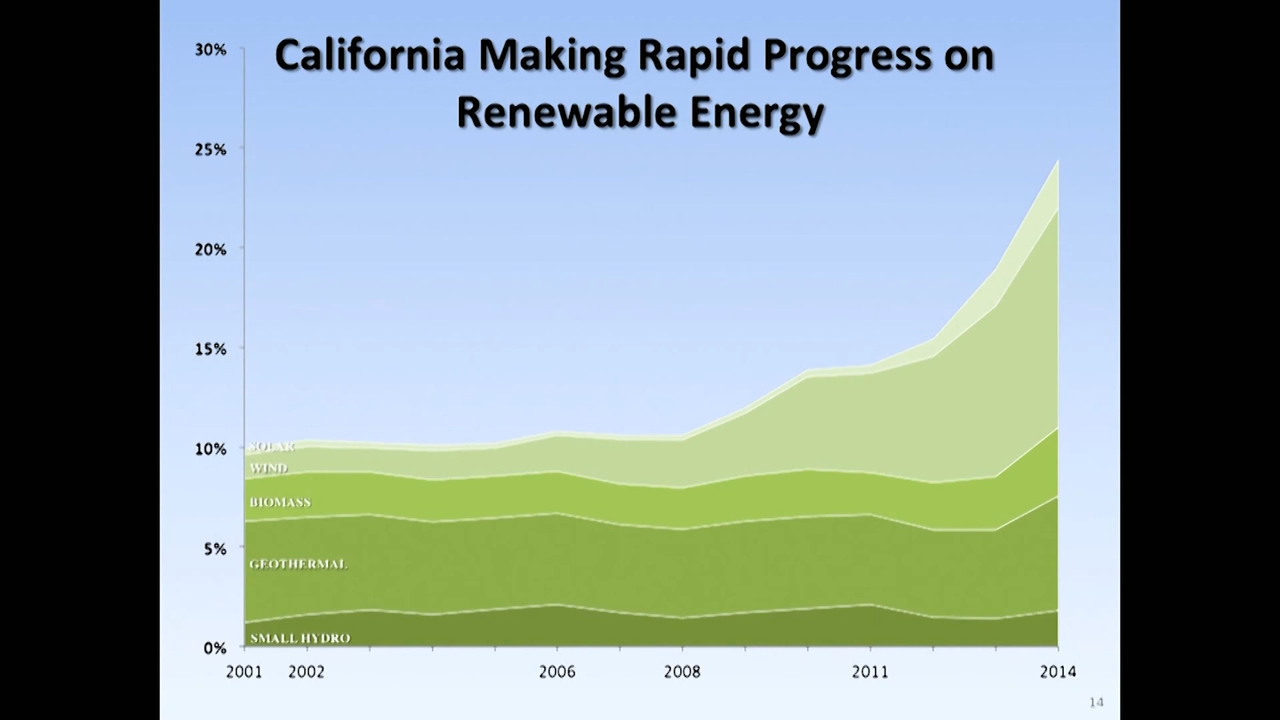 California Making Rapid Progress on
Renewable Energy
30%
25%
20%
15%
10%
5%
0%
SOLAR
WIND
BIOMASS
GEOTHERMAL
SMALL HYDRO
2001 2002 2006 2008 2011 2014
14